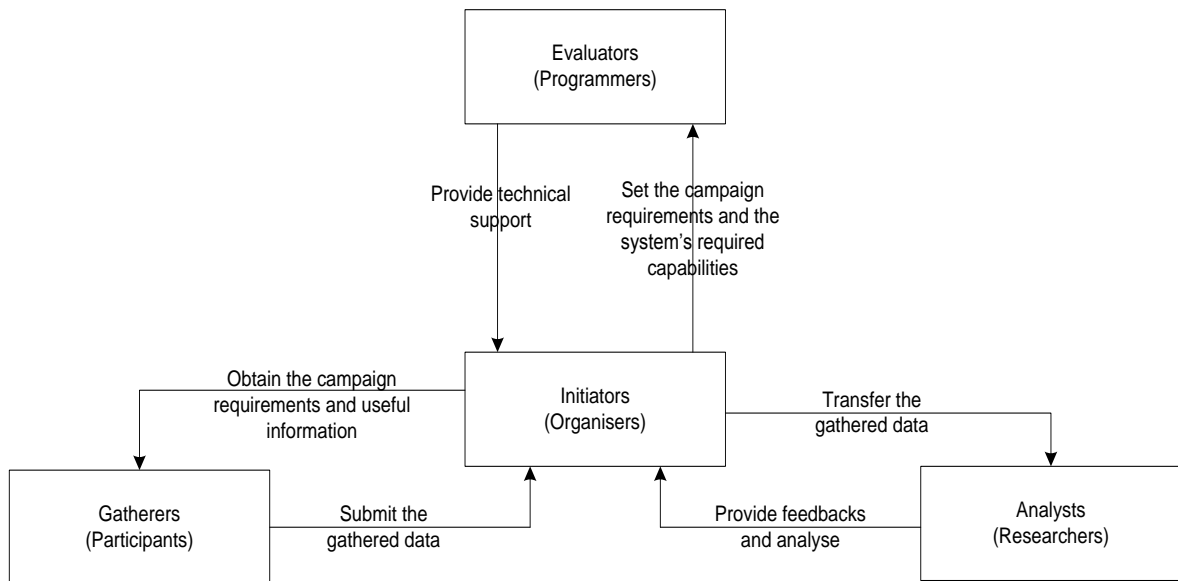 Evaluators
(Programmers)
Provide technical
support
Set the campaign
requirements and the
system's required
capabilities
Obtain the campaign
requirements and useful
information
Initiators
(Organisers)
Transfer the
gathered data
Gatherers
(Participants)
Submit the
gathered data
Provide feedbacks
and analyse
Analysts
(Researchers)